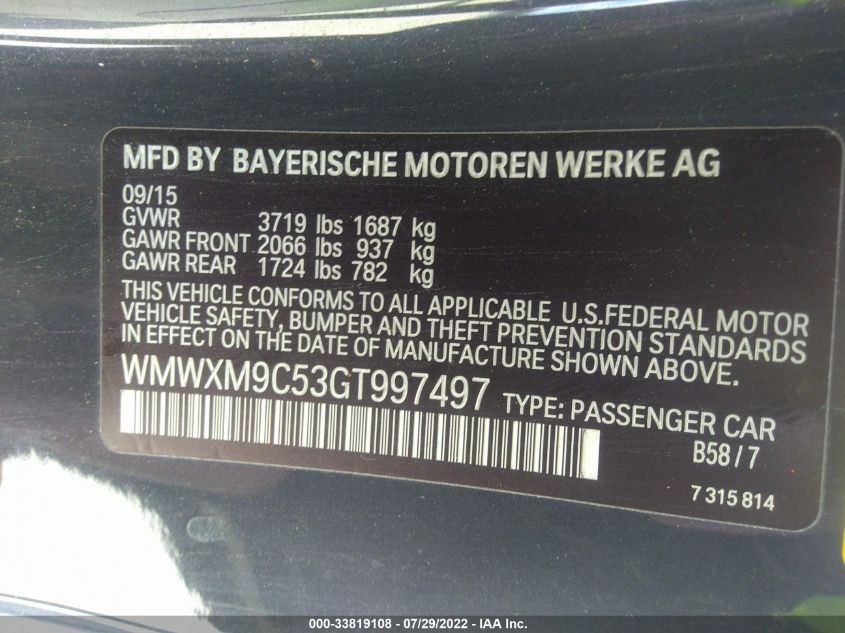 MFD BY BAYERISCHE MOTOREN WERKE AG
09/15
GVWR 3719 lbs 1687 kg
GAWR FRONT 2066 lbs 937 kg
GAWR REAR 1724 lbs 782 kg
THIS VEHICLE CONFORMS TO ALL APPLICABLE U.S.FEDERAL MOTOR
VEHICLE SAFETY, BUMPER AND THEFT PREVENTION STANDARDS
IN EFFECT ON THE DATE OF MANUFACTURE SHOWN ABOVE.
WMWXM9C53GT997497 TYPE: PASSENGER CAR
B58 / 7
7 315 814
000-33819108 - 07/29/2022 - IAA Inc.